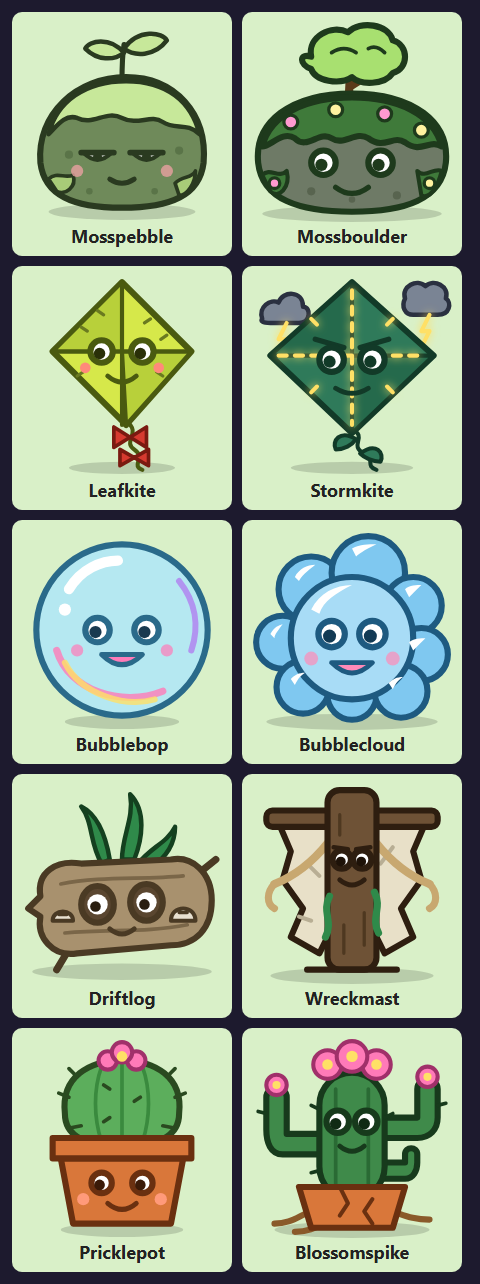 Mosspebble
Mossboulder
Leafkite
Stormkite
Bubblebop
Bubblecloud
Driftlog
Wreckmast
Pricklepot
Blossomspike